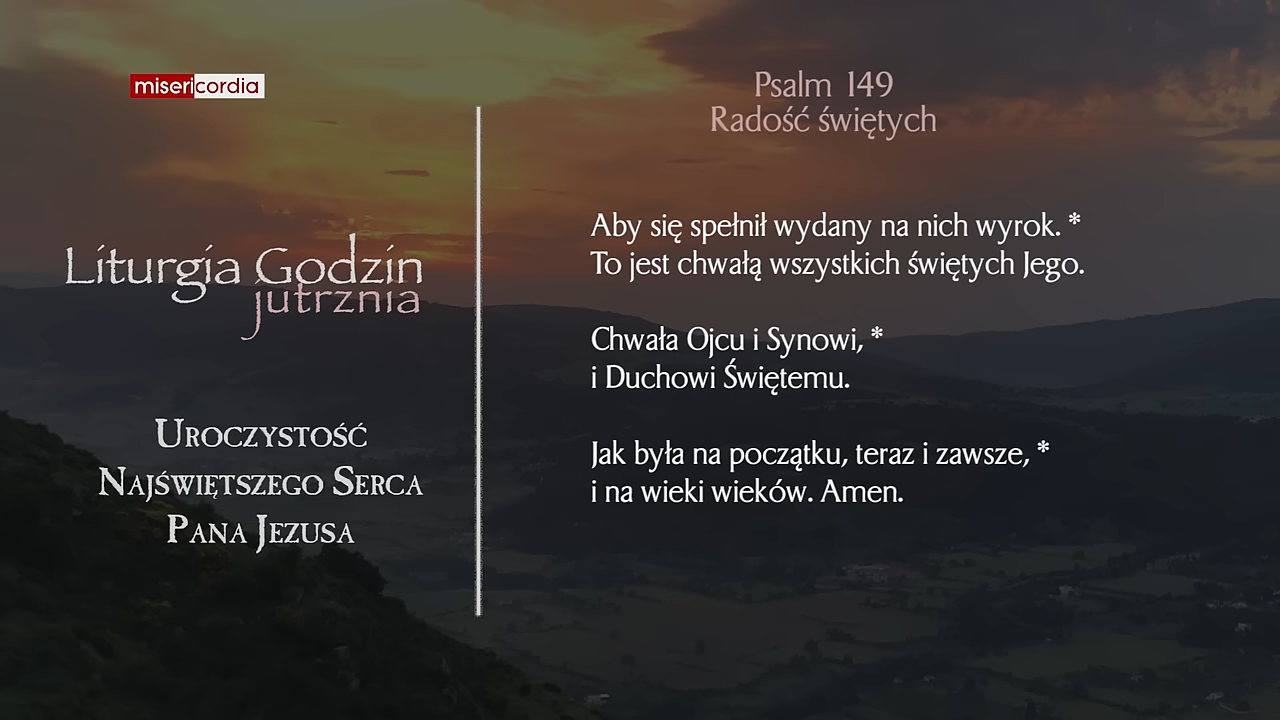 misericordia
Liturgia Godzin
jutrznia
Uroczystość
Najświętszego Serca
Pana Jezusa
Psalm 149
Radość świętych
Aby się spełnił wydany na nich wyrok. *
To jest chwałą wszystkich świętych Jego.
Chwała Ojcu i Synowi, *
i Duchowi Świętemu.
Jak była na początku, teraz i zawsze, *
i na wieki wieków. Amen.